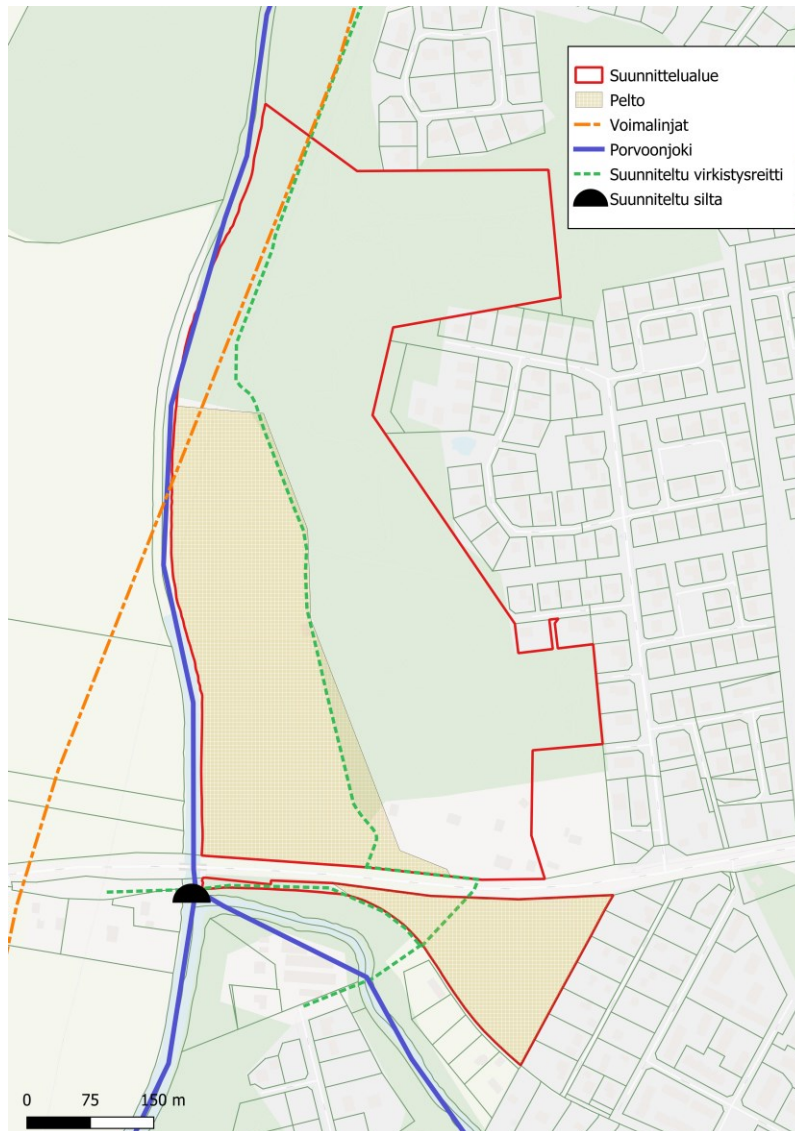 Suunnittelualue
Pelto
Voimalinjat
Porvoonjoki
Suunniteltu virkistysreitti
Suunniteltu silta
0 75 150 m